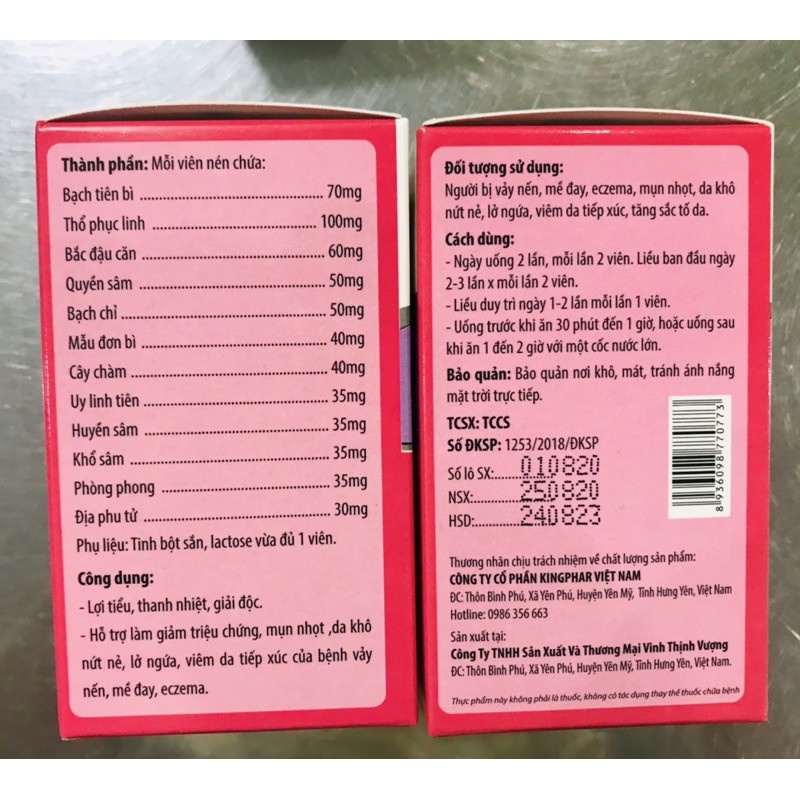 Thành phần: Mỗi viên nén chứa:
Bạch tiên bì ........ 70mg
Thổ phục linh ........ 100mg
Bắc đậu căn ........ 60mg
Quyền sâm ........ 50mg
Bạch chỉ ........ 50mg
Mẫu đơn bì ........ 40mg
Cây chàm ........ 40mg
Uy linh tiên ........ 35mg
Huyền sâm ........ 35mg
Khổ sâm ........ 35mg
Phòng phong ........ 35mg
Địa phu tử ........ 30mg
Phụ liệu: Tinh bột sắn, lactose vừa đủ 1 viên.
Công dụng:
- Lợi tiểu, thanh nhiệt, giải độc.
- Hỗ trợ làm giảm triệu chứng, mụn nhọt ,da khô
nứt nẻ, lở ngứa, viêm da tiếp xúc của bệnh vảy
nến, mề đay, eczema.
Đối tượng sử dụng:
Người bị vảy nến, mề đay, eczema, mụn nhọt, da khô
nứt nẻ, lở ngứa, viêm da tiếp xúc, tăng sắc tố da.
Cách dùng:
- Ngày uống 2 lần, mỗi lần 2 viên. Liều ban đầu ngày
2-3 lần x mỗi lần 2 viên.
- Liều duy trì ngày 1-2 lần mỗi lần 1 viên.
- Uống trước khi ăn 30 phút đến 1 giờ, hoặc uống sau
khi ăn 1 đến 2 giờ với một cốc nước lớn.
Bảo quản: Bảo quản nơi khô, mát, tránh ánh nắng
mặt trời trực tiếp.
TCSX: TCCS
Số ĐKSP: 1253/2018/ĐKSP
Số lô SX:......010820
NSX:......250820
HSD:......240823
8936098770773
Thương nhân chịu trách nhiệm về chất lượng sản phẩm:
CÔNG TY CỔ PHẦN KINGPHAR VIỆT NAM
ĐC: Thôn Bình Phú, Xã Yên Phú, Huyện Yên Mỹ, Tỉnh Hưng Yên, Việt Nam
Hotline: 0986 356 663
Sản xuất tại:
Công Ty TNHH Sản Xuất Và Thương Mại Vinh Thịnh Vượng
ĐC: Thôn Bình Phú, Xã Yên Phú, Huyện Yên Mỹ, Tỉnh Hưng Yên, Việt Nam.
Thực phẩm này không phải là thuốc, không có tác dụng thay thế thuốc chữa bệnh